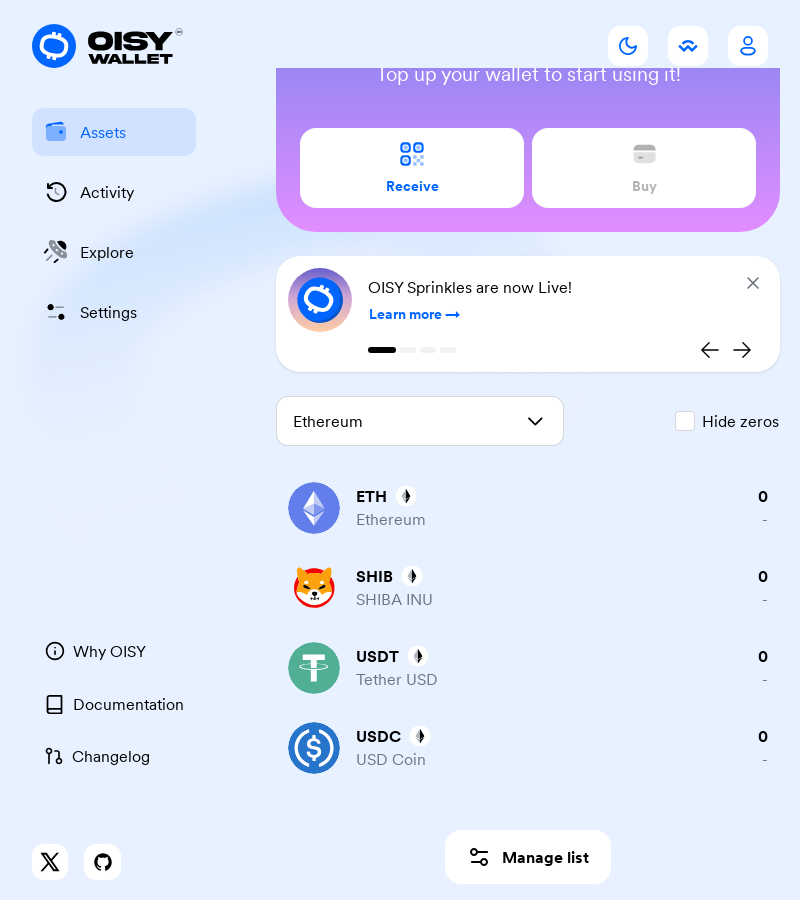 OISY
WALLET
Top up your wallet to start using it!
Assets
Activity
Explore
Settings
Receive
Buy
OISY Sprinkles are now Live!
Learn more →
Ethereum
Hide zeros
ETH
0
Ethereum
-
SHIB
0
SHIBA INU
-
USDT
0
Tether USD
-
USDC
0
USD Coin
-
Why OISY
Documentation
Changelog
Manage list